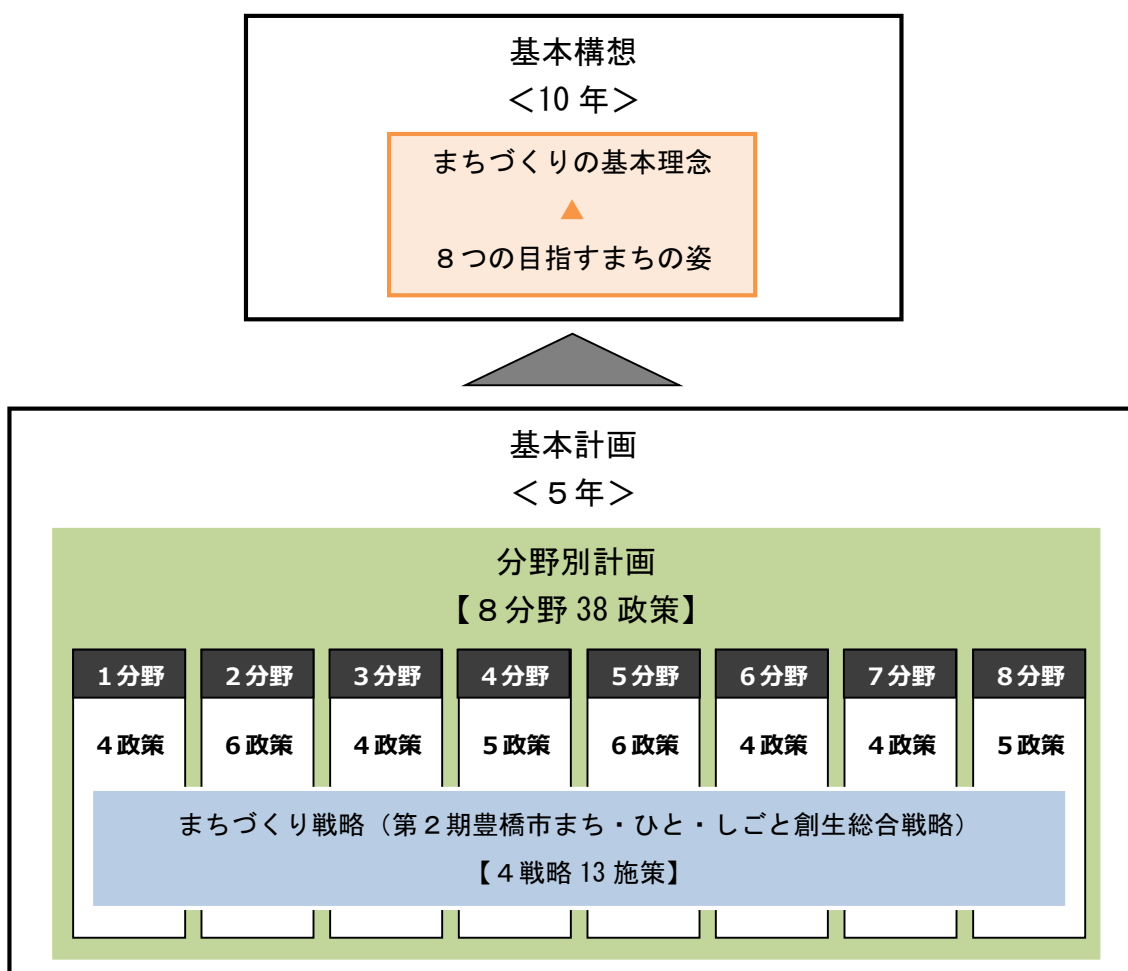 基本構想
＜10年＞
まちづくりの基本理念
▲
８つの目指すまちの姿
基本計画
＜５年＞
分野別計画
【８分野38政策】
１分野 ２分野 ３分野 ４分野 ５分野 ６分野 ７分野 ８分野
４政策 ６政策 ４政策 ５政策 ６政策 ４政策 ４政策 ５政策
まちづくり戦略（第２期豊橋市まち・ひと・しごと創生総合戦略）
【４戦略13施策】